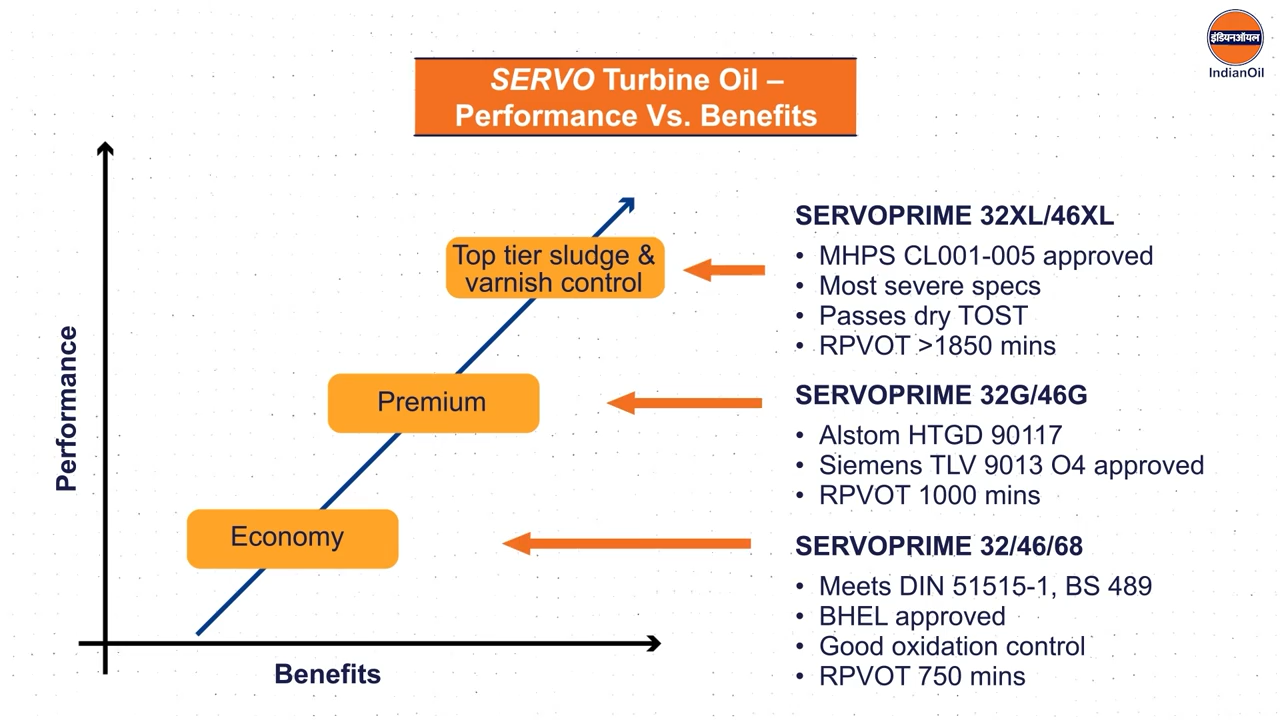 इंडियनऑयल
IndianOil
SERVO Turbine Oil –
Performance Vs. Benefits
Performance
Benefits
Top tier sludge &
varnish control
Premium
Economy
SERVOPRIME 32XL/46XL
• MHPS CL001-005 approved
• Most severe specs
• Passes dry TOST
• RPVOT >1850 mins
SERVOPRIME 32G/46G
• Alstom HTGD 90117
• Siemens TLV 9013 O4 approved
• RPVOT 1000 mins
SERVOPRIME 32/46/68
• Meets DIN 51515-1, BS 489
• BHEL approved
• Good oxidation control
• RPVOT 750 mins